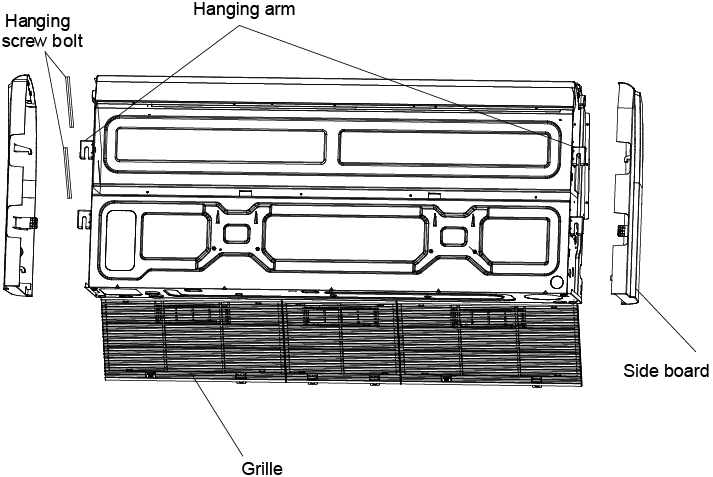 Hanging arm
Hanging
screw bolt
Side board
Grille